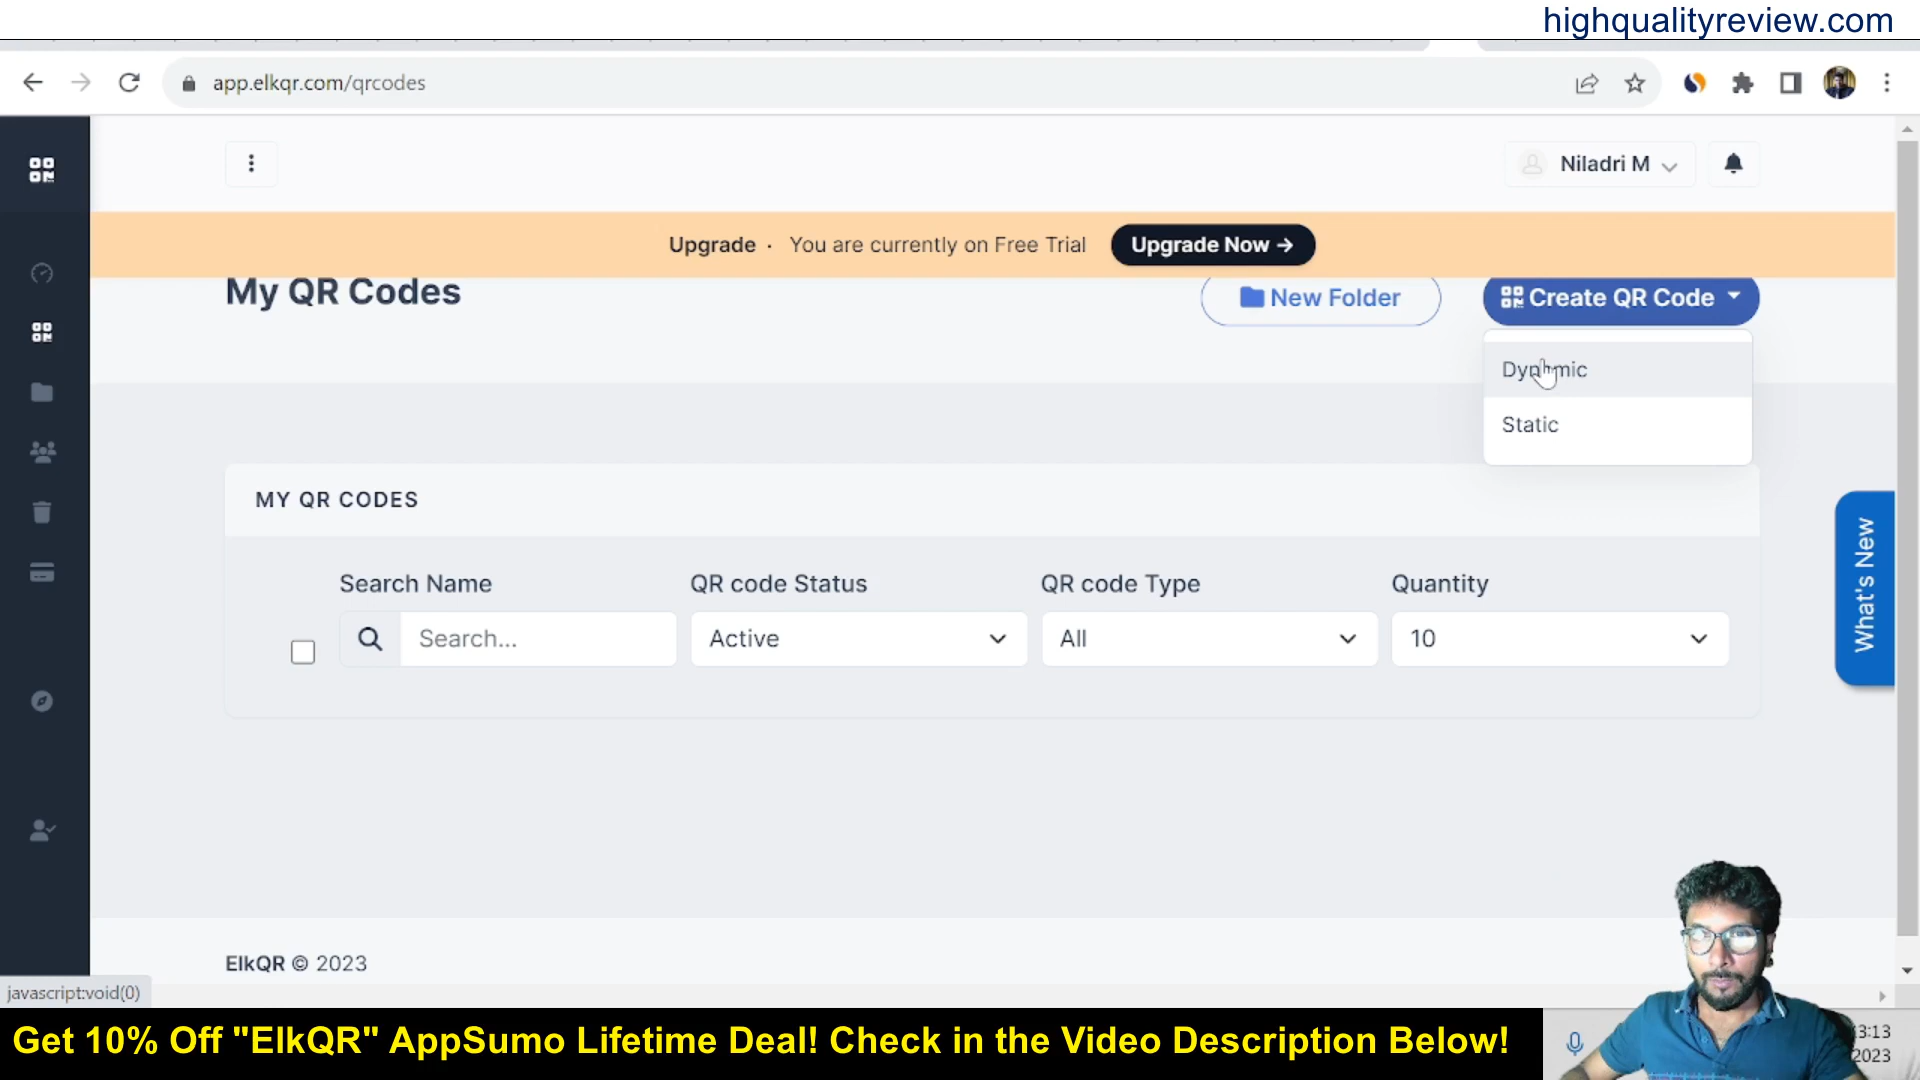 highqualityreview.com
app.elkqr.com/qrcodes
Niladri M
Upgrade · You are currently on Free Trial Upgrade Now →
My QR Codes
New Folder
Create QR Code
Dynamic
Static
MY QR CODES
Search Name QR code Status QR code Type Quantity
Search... Active All 10
What's New
ElkQR © 2023
javascript:void(0)
Get 10% Off "ElkQR" AppSumo Lifetime Deal! Check in the Video Description Below!
3:13
2023